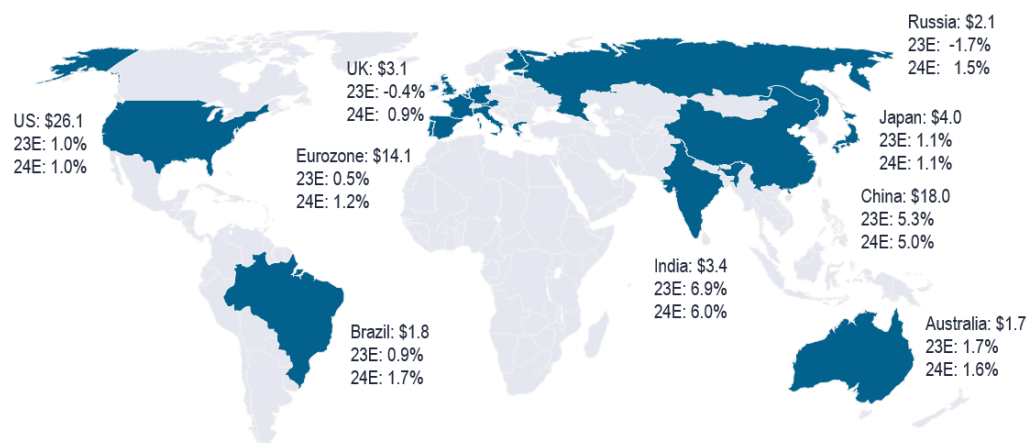 Russia: $2.1
23E: -1.7%
24E: 1.5%
UK: $3.1
23E: -0.4%
24E: 0.9%
US: $26.1
23E: 1.0%
24E: 1.0%
Japan: $4.0
23E: 1.1%
24E: 1.1%
Eurozone: $14.1
23E: 0.5%
24E: 1.2%
China: $18.0
23E: 5.3%
24E: 5.0%
India: $3.4
23E: 6.9%
24E: 6.0%
Brazil: $1.8
23E: 0.9%
24E: 1.7%
Australia: $1.7
23E: 1.7%
24E: 1.6%